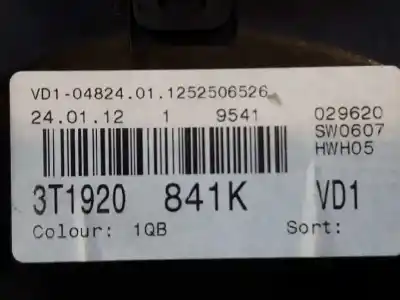 VD1-04824.01.1252506526
24.01.12 1 9541 029620
SW0607
HWH05
3T1920 841K VD1
Colour: 1QB Sort: